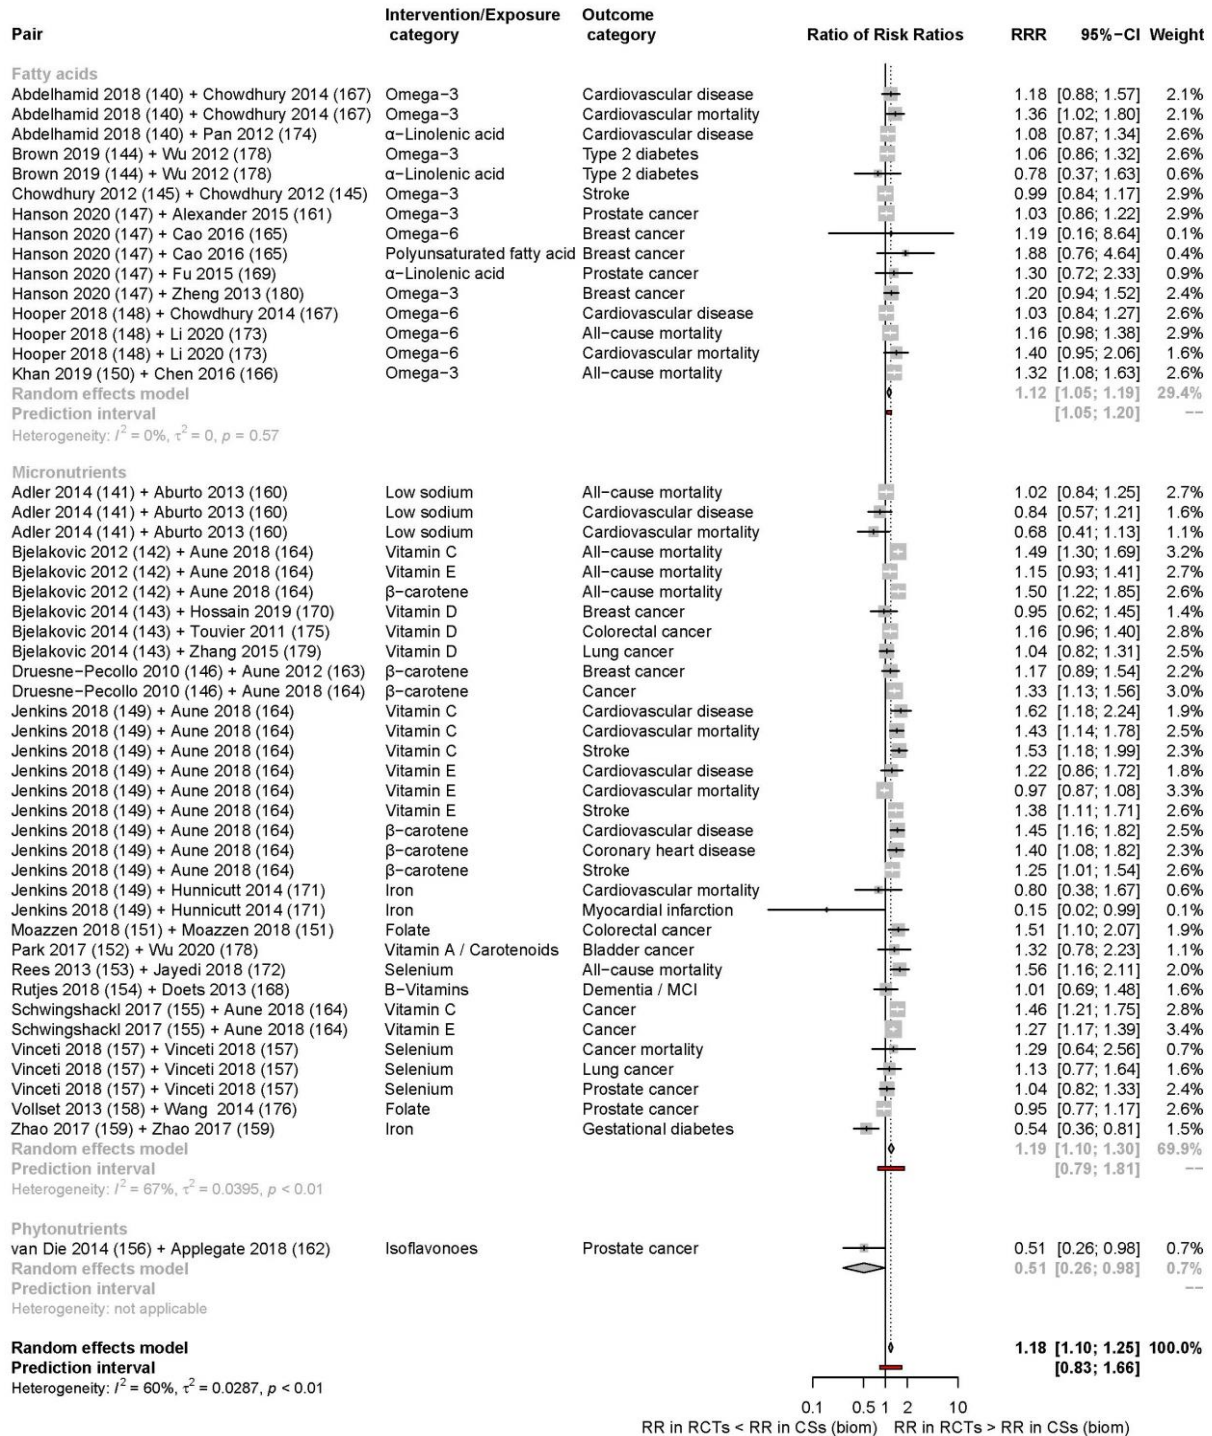 Pair Intervention/Exposure category Outcome category Ratio of Risk Ratios RRR 95%−CI Weight
Fatty acids
Abdelhamid 2018 (140) + Chowdhury 2014 (167) Omega−3 Cardiovascular disease 1.18 [0.88; 1.57] 2.1%
Abdelhamid 2018 (140) + Chowdhury 2014 (167) Omega−3 Cardiovascular mortality 1.36 [1.02; 1.80] 2.1%
Abdelhamid 2018 (140) + Pan 2012 (174) α−Linolenic acid Cardiovascular disease 1.08 [0.87; 1.34] 2.6%
Brown 2019 (144) + Wu 2012 (178) Omega−3 Type 2 diabetes 1.06 [0.86; 1.32] 2.6%
Brown 2019 (144) + Wu 2012 (178) α−Linolenic acid Type 2 diabetes 0.78 [0.37; 1.63] 0.6%
Chowdhury 2012 (145) + Chowdhury 2012 (145) Omega−3 Stroke 0.99 [0.84; 1.17] 2.9%
Hanson 2020 (147) + Alexander 2015 (161) Omega−3 Prostate cancer 1.03 [0.86; 1.22] 2.9%
Hanson 2020 (147) + Cao 2016 (165) Omega−6 Breast cancer 1.19 [0.16; 8.64] 0.1%
Hanson 2020 (147) + Cao 2016 (165) Polyunsaturated fatty acid Breast cancer 1.88 [0.76; 4.64] 0.4%
Hanson 2020 (147) + Fu 2015 (169) α−Linolenic acid Prostate cancer 1.30 [0.72; 2.33] 0.9%
Hanson 2020 (147) + Zheng 2013 (180) Omega−3 Breast cancer 1.20 [0.94; 1.52] 2.4%
Hooper 2018 (148) + Chowdhury 2014 (167) Omega−6 Cardiovascular disease 1.03 [0.84; 1.27] 2.6%
Hooper 2018 (148) + Li 2020 (173) Omega−6 All−cause mortality 1.16 [0.98; 1.38] 2.9%
Hooper 2018 (148) + Li 2020 (173) Omega−6 Cardiovascular mortality 1.40 [0.95; 2.06] 1.6%
Khan 2019 (150) + Chen 2016 (166) Omega−3 All−cause mortality 1.32 [1.08; 1.63] 2.6%
Random effects model 1.12 [1.05; 1.19] 29.4%
Prediction interval [1.05; 1.20] −−
Heterogeneity: I² = 0%, τ² = 0, p = 0.57
Micronutrients
Adler 2014 (141) + Aburto 2013 (160) Low sodium All−cause mortality 1.02 [0.84; 1.25] 2.7%
Adler 2014 (141) + Aburto 2013 (160) Low sodium Cardiovascular disease 0.84 [0.57; 1.21] 1.6%
Adler 2014 (141) + Aburto 2013 (160) Low sodium Cardiovascular mortality 0.68 [0.41; 1.13] 1.1%
Bjelakovic 2012 (142) + Aune 2018 (164) Vitamin C All−cause mortality 1.49 [1.30; 1.69] 3.2%
Bjelakovic 2012 (142) + Aune 2018 (164) Vitamin E All−cause mortality 1.15 [0.93; 1.41] 2.7%
Bjelakovic 2012 (142) + Aune 2018 (164) β−carotene All−cause mortality 1.50 [1.22; 1.85] 2.6%
Bjelakovic 2014 (143) + Hossain 2019 (170) Vitamin D Breast cancer 0.95 [0.62; 1.45] 1.4%
Bjelakovic 2014 (143) + Touvier 2011 (175) Vitamin D Colorectal cancer 1.16 [0.96; 1.40] 2.8%
Bjelakovic 2014 (143) + Zhang 2015 (179) Vitamin D Lung cancer 1.04 [0.82; 1.31] 2.5%
Druesne−Pecollo 2010 (146) + Aune 2012 (163) β−carotene Breast cancer 1.17 [0.89; 1.54] 2.2%
Druesne−Pecollo 2010 (146) + Aune 2018 (164) β−carotene Cancer 1.33 [1.13; 1.56] 3.0%
Jenkins 2018 (149) + Aune 2018 (164) Vitamin C Cardiovascular disease 1.62 [1.18; 2.24] 1.9%
Jenkins 2018 (149) + Aune 2018 (164) Vitamin C Cardiovascular mortality 1.43 [1.14; 1.78] 2.5%
Jenkins 2018 (149) + Aune 2018 (164) Vitamin C Stroke 1.53 [1.18; 1.99] 2.3%
Jenkins 2018 (149) + Aune 2018 (164) Vitamin E Cardiovascular disease 1.22 [0.86; 1.72] 1.8%
Jenkins 2018 (149) + Aune 2018 (164) Vitamin E Cardiovascular mortality 0.97 [0.87; 1.08] 3.3%
Jenkins 2018 (149) + Aune 2018 (164) Vitamin E Stroke 1.38 [1.11; 1.71] 2.6%
Jenkins 2018 (149) + Aune 2018 (164) β−carotene Cardiovascular disease 1.45 [1.16; 1.82] 2.5%
Jenkins 2018 (149) + Aune 2018 (164) β−carotene Coronary heart disease 1.40 [1.08; 1.82] 2.3%
Jenkins 2018 (149) + Aune 2018 (164) β−carotene Stroke 1.25 [1.01; 1.54] 2.6%
Jenkins 2018 (149) + Hunnicutt 2014 (171) Iron Cardiovascular mortality 0.80 [0.38; 1.67] 0.6%
Jenkins 2018 (149) + Hunnicutt 2014 (171) Iron Myocardial infarction 0.15 [0.02; 0.99] 0.1%
Moazzen 2018 (151) + Moazzen 2018 (151) Folate Colorectal cancer 1.51 [1.10; 2.07] 1.9%
Park 2017 (152) + Wu 2020 (178) Vitamin A / Carotenoids Bladder cancer 1.32 [0.78; 2.23] 1.1%
Rees 2013 (153) + Jayedi 2018 (172) Selenium All−cause mortality 1.56 [1.16; 2.11] 2.0%
Rutjes 2018 (154) + Doets 2013 (168) B−Vitamins Dementia / MCI 1.01 [0.69; 1.48] 1.6%
Schwingshackl 2017 (155) + Aune 2018 (164) Vitamin C Cancer 1.46 [1.21; 1.75] 2.8%
Schwingshackl 2017 (155) + Aune 2018 (164) Vitamin E Cancer 1.27 [1.17; 1.39] 3.4%
Vinceti 2018 (157) + Vinceti 2018 (157) Selenium Cancer mortality 1.29 [0.64; 2.56] 0.7%
Vinceti 2018 (157) + Vinceti 2018 (157) Selenium Lung cancer 1.13 [0.77; 1.64] 1.6%
Vinceti 2018 (157) + Vinceti 2018 (157) Selenium Prostate cancer 1.04 [0.82; 1.33] 2.4%
Vollset 2013 (158) + Wang 2014 (176) Folate Prostate cancer 0.95 [0.77; 1.17] 2.6%
Zhao 2017 (159) + Zhao 2017 (159) Iron Gestational diabetes 0.54 [0.36; 0.81] 1.5%
Random effects model 1.19 [1.10; 1.30] 69.9%
Prediction interval [0.79; 1.81] −−
Heterogeneity: I² = 67%, τ² = 0.0395, p < 0.01
Phytonutrients
van Die 2014 (156) + Applegate 2018 (162) Isoflavonoes Prostate cancer 0.51 [0.26; 0.98] 0.7%
Random effects model 0.51 [0.26; 0.98] 0.7%
Prediction interval −−
Heterogeneity: not applicable
Random effects model 1.18 [1.10; 1.25] 100.0%
Prediction interval [0.83; 1.66]
Heterogeneity: I² = 60%, τ² = 0.0287, p < 0.01
0.1 0.5 1 2 10
RR in RCTs < RR in CSs (biom) RR in RCTs > RR in CSs (biom)